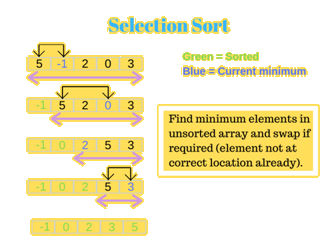 Selection Sort
5 -1 2 0 3
Green = Sorted
Blue = Current minimum
-1 5 2 0 3
Find minimum elements in
unsorted array and swap if
required (element not at
correct location already).
-1 0 2 5 3
-1 0 2 5 3
-1 0 2 3 5